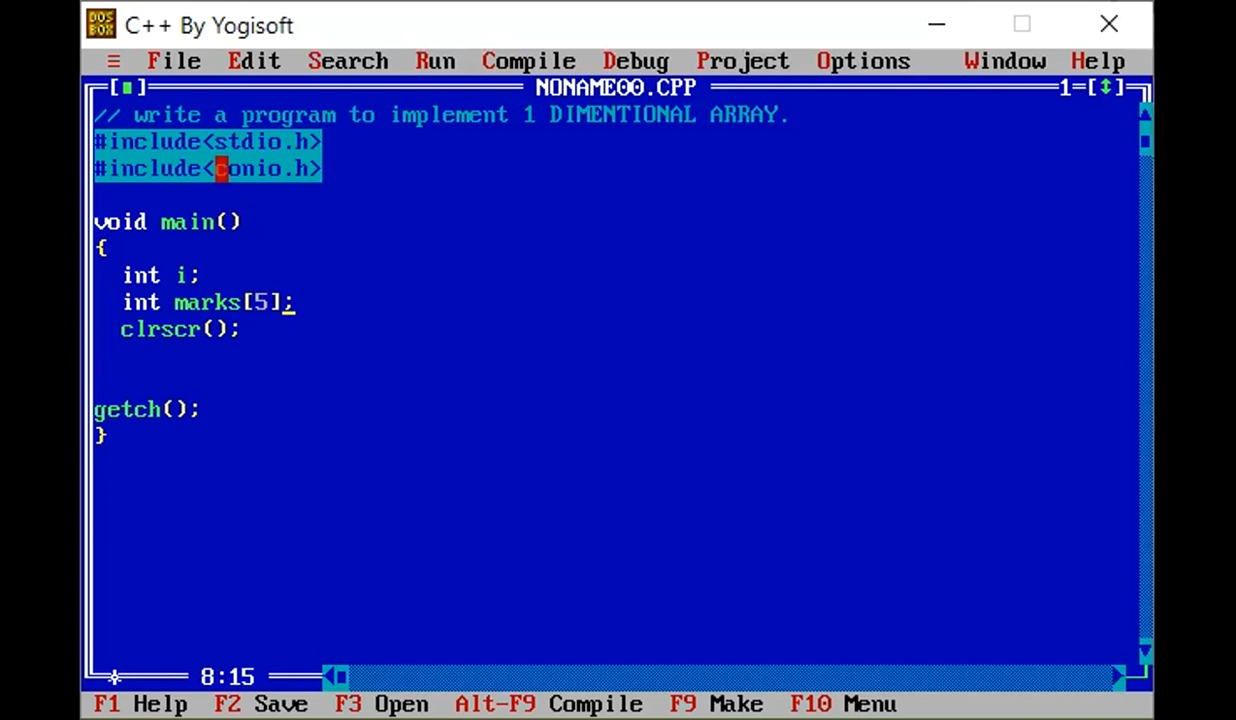 DOS BOX C++ By Yogisoft
≡ File Edit Search Run Compile Debug Project Options Window Help
[■] NONAME00.CPP 1=[↕]
// write a program to implement 1 DIMENTIONAL ARRAY.
#include<stdio.h>
#include<conio.h>
void main()
{
int i;
int marks[5];
clrscr();
getch();
}
8:15
F1 Help F2 Save F3 Open Alt-F9 Compile F9 Make F10 Menu